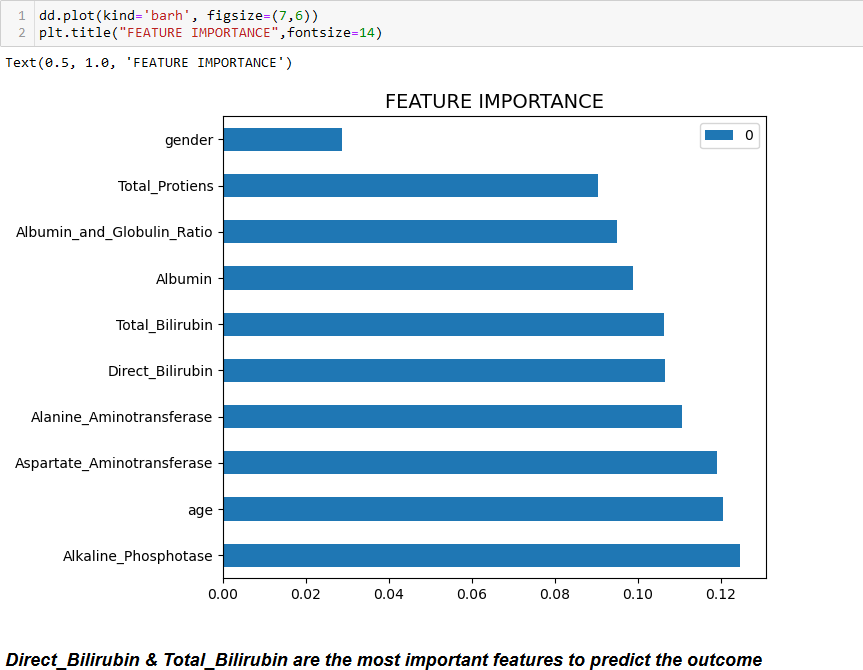 1 dd.plot(kind='barh', figsize=(7,6))
2 plt.title("FEATURE IMPORTANCE",fontsize=14)
Text(0.5, 1.0, 'FEATURE IMPORTANCE')
FEATURE IMPORTANCE
0
gender
Total_Protiens
Albumin_and_Globulin_Ratio
Albumin
Total_Bilirubin
Direct_Bilirubin
Alanine_Aminotransferase
Aspartate_Aminotransferase
age
Alkaline_Phosphotase
0.00 0.02 0.04 0.06 0.08 0.10 0.12
Direct_Bilirubin & Total_Bilirubin are the most important features to predict the outcome